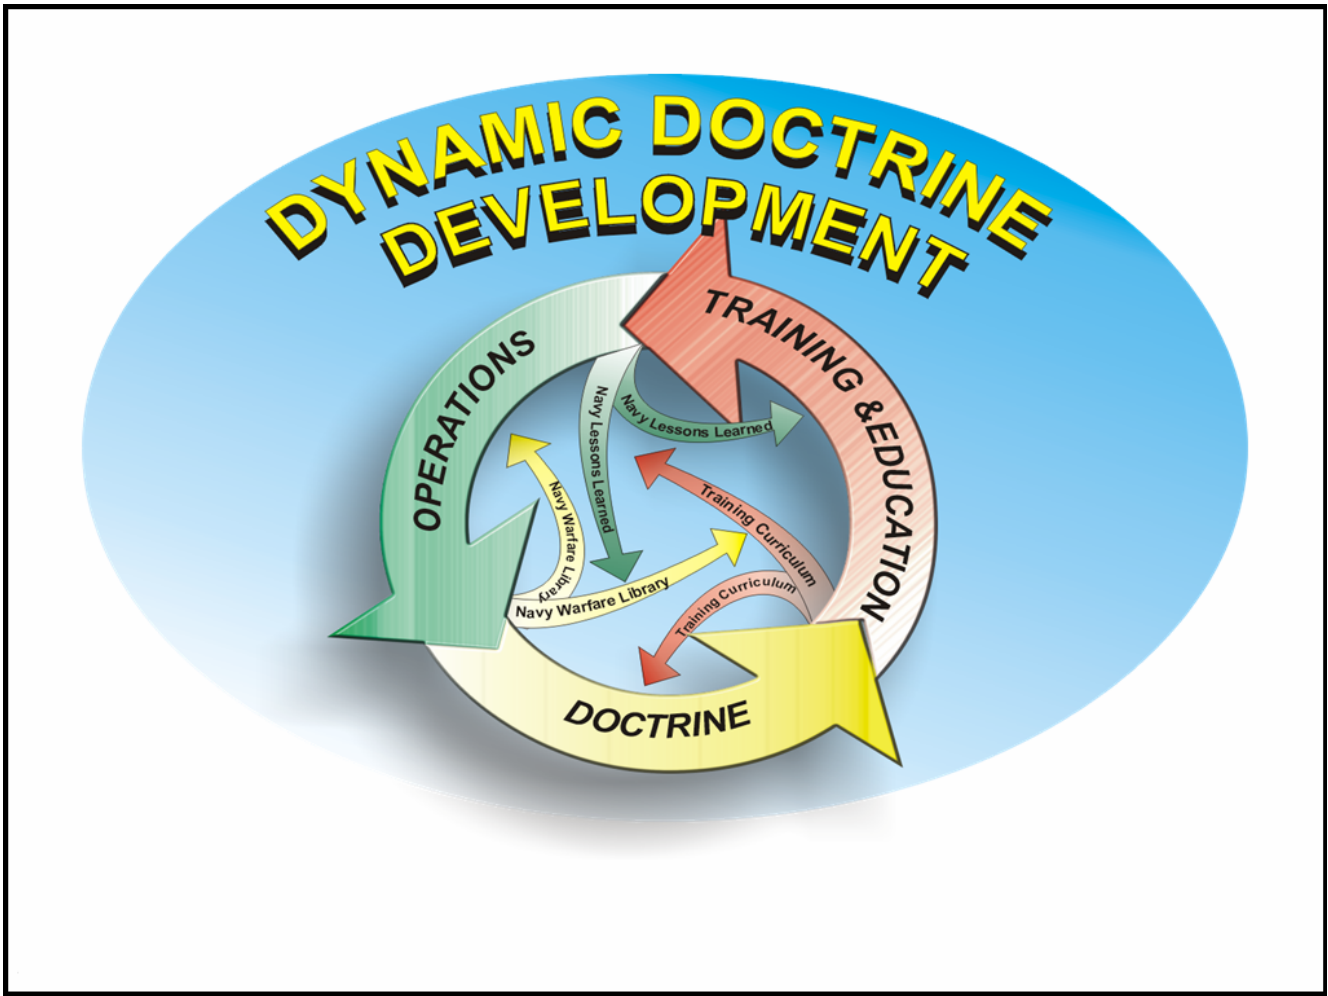 DYNAMIC DOCTRINE
DEVELOPMENT
TRAINING &EDUCATION
OPERATIONS
Navy Lessons Learned
Navy Lessons Learned
Navy Warfare Library
Training Curriculum
Navy Warfare Library
Training Curriculum
DOCTRINE